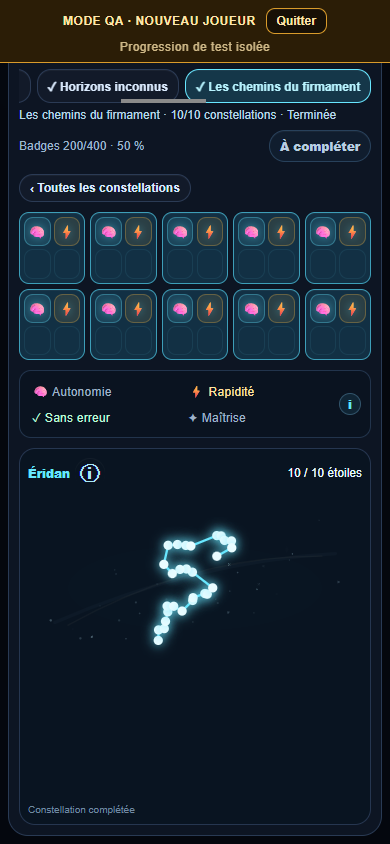 MODE QA · NOUVEAU JOUEUR
Quitter
Progression de test isolée
✓ Horizons inconnus
✓ Les chemins du firmament
Les chemins du firmament · 10/10 constellations · Terminée
Badges 200/400 · 50 %
À compléter
‹ Toutes les constellations
Autonomie
Rapidité
✓ Sans erreur
✦ Maîtrise
i
Éridan
i
10 / 10 étoiles
Constellation complétée